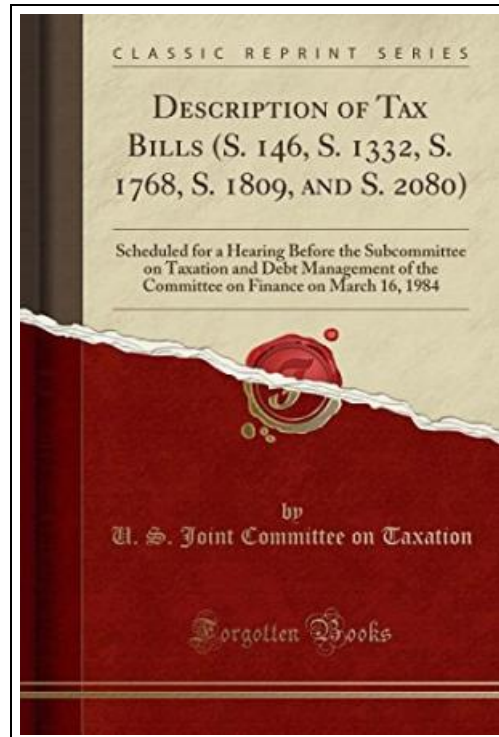 CLASSIC REPRINT SERIES
DESCRIPTION OF TAX
BILLS (S. 146, S. 1332, S.
1768, S. 1809, AND S. 2080)
Scheduled for a Hearing Before the Subcommittee
on Taxation and Debt Management of the
Committee on Finance on March 16, 1984
by
U. S. Joint Committee on Taxation
Forgotten Books